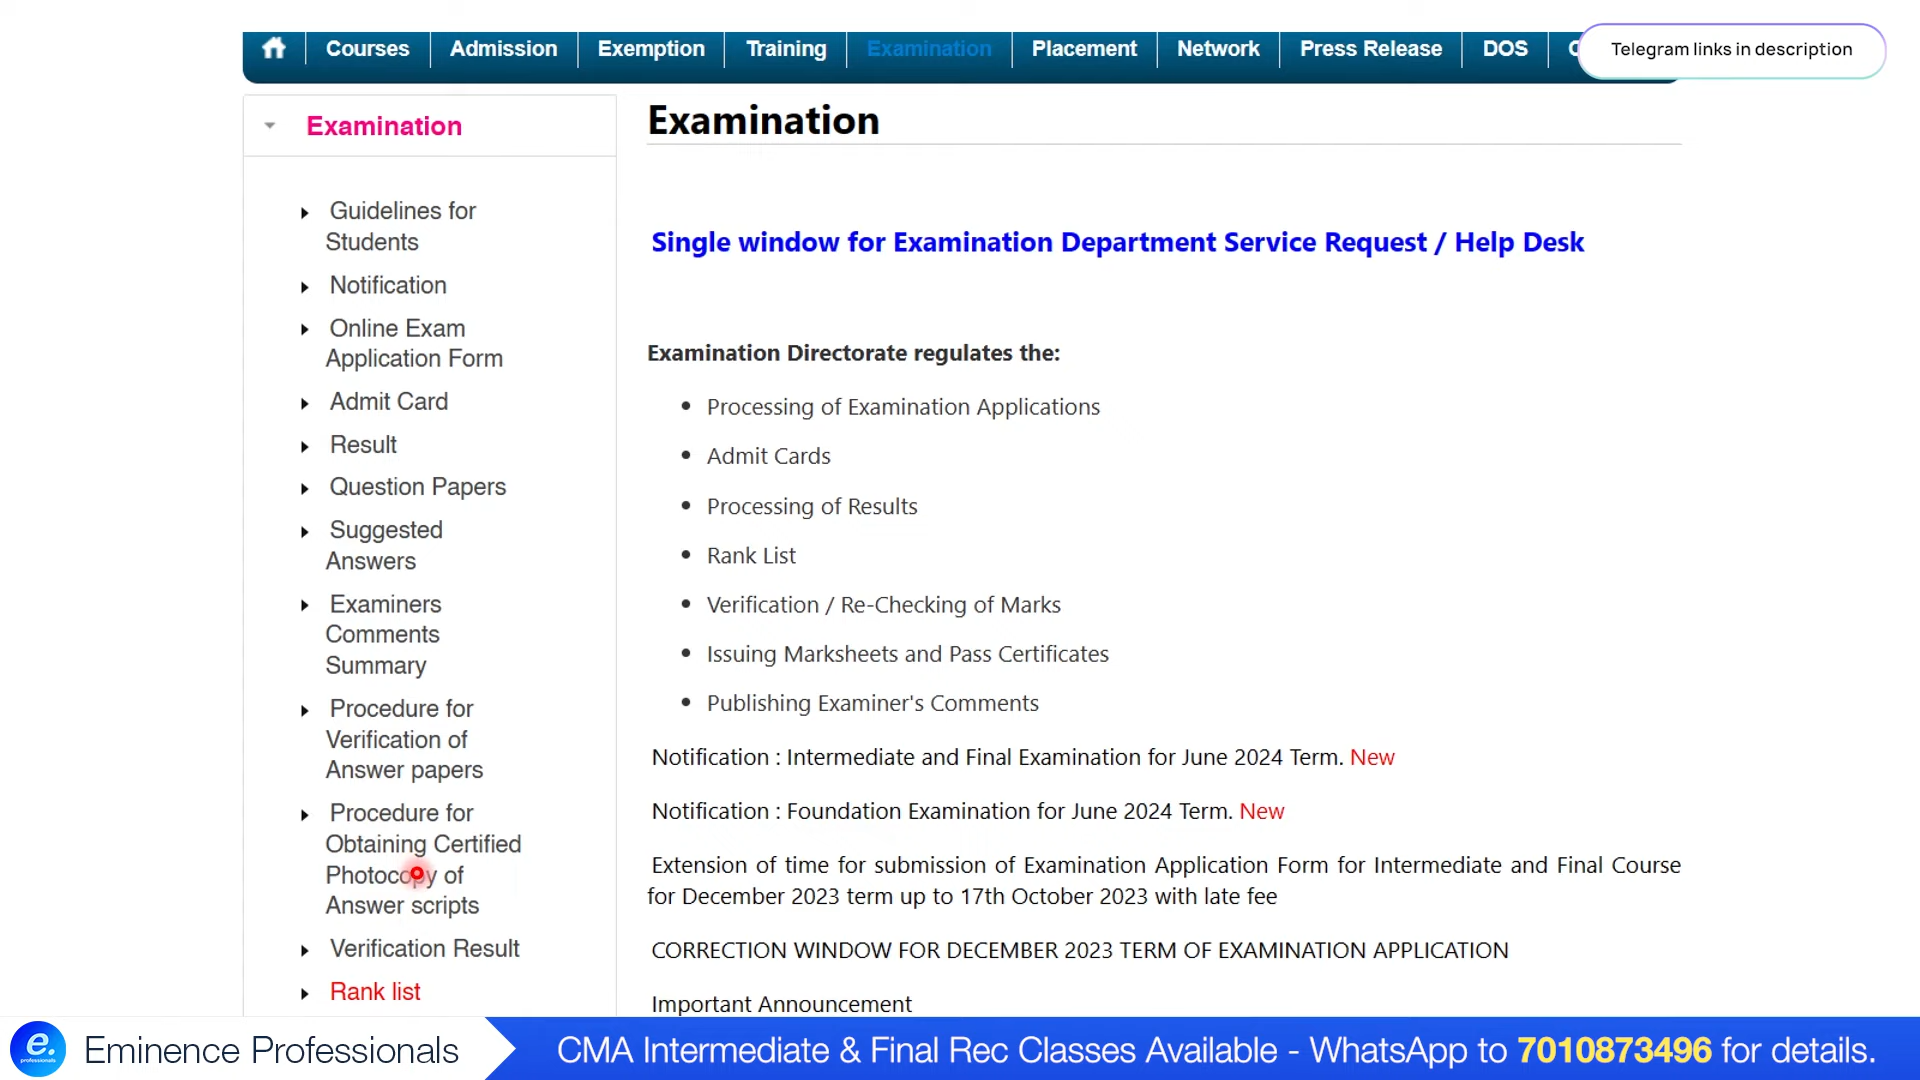 Courses Admission Exemption Training Examination Placement Network Press Release DOS
Telegram links in description
Examination
Guidelines for
Students
Notification
Online Exam
Application Form
Admit Card
Result
Question Papers
Suggested
Answers
Examiners
Comments
Summary
Procedure for
Verification of
Answer papers
Procedure for
Obtaining Certified
Photocopy of
Answer scripts
Verification Result
Rank list
Examination
Single window for Examination Department Service Request / Help Desk
Examination Directorate regulates the:
Processing of Examination Applications
Admit Cards
Processing of Results
Rank List
Verification / Re-Checking of Marks
Issuing Marksheets and Pass Certificates
Publishing Examiner's Comments
Notification : Intermediate and Final Examination for June 2024 Term. New
Notification : Foundation Examination for June 2024 Term. New
Extension of time for submission of Examination Application Form for Intermediate and Final Course
for December 2023 term up to 17th October 2023 with late fee
CORRECTION WINDOW FOR DECEMBER 2023 TERM OF EXAMINATION APPLICATION
Important Announcement
e.
professionals
Eminence Professionals
CMA Intermediate & Final Rec Classes Available - WhatsApp to 7010873496 for details.